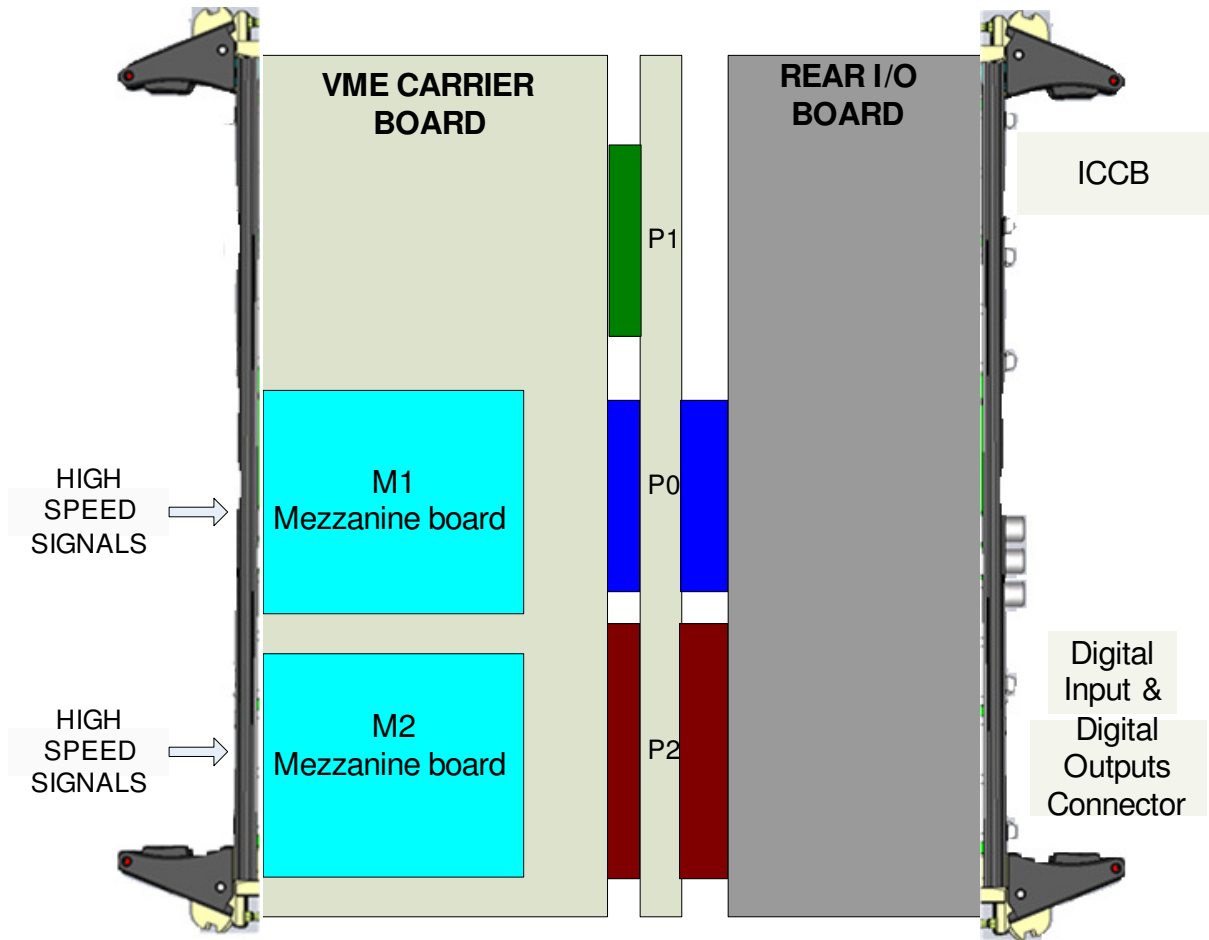 VME CARRIER
BOARD
REAR I/O
BOARD
ICCB
P1
HIGH
SPEED
SIGNALS
M1
Mezzanine board
P0
HIGH
SPEED
SIGNALS
M2
Mezzanine board
P2
Digital
Input &
Digital
Outputs
Connector